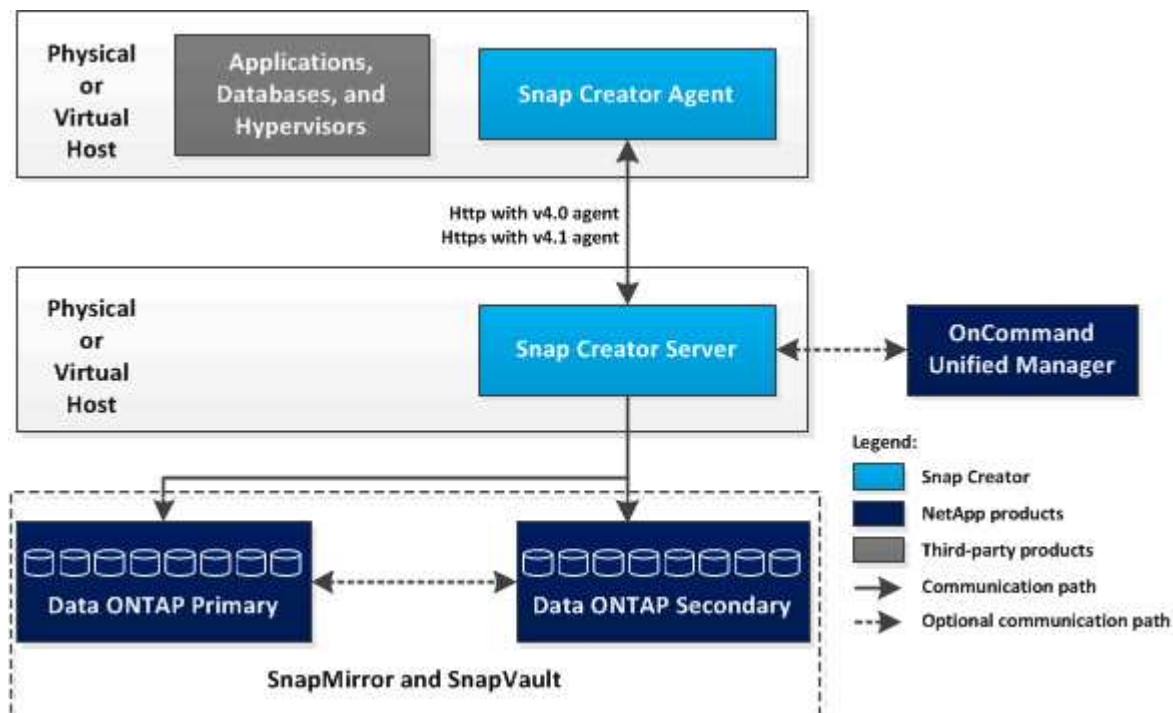 Physical
or
Virtual
Host
Applications,
Databases, and
Hypervisors
Snap Creator Agent
Http with v4.0 agent
Https with v4.1 agent
Physical
or
Virtual
Host
Snap Creator Server
OnCommand
Unified Manager
Legend:
Snap Creator
NetApp products
Third-party products
Communication path
Optional communication path
Data ONTAP Primary
Data ONTAP Secondary
SnapMirror and SnapVault